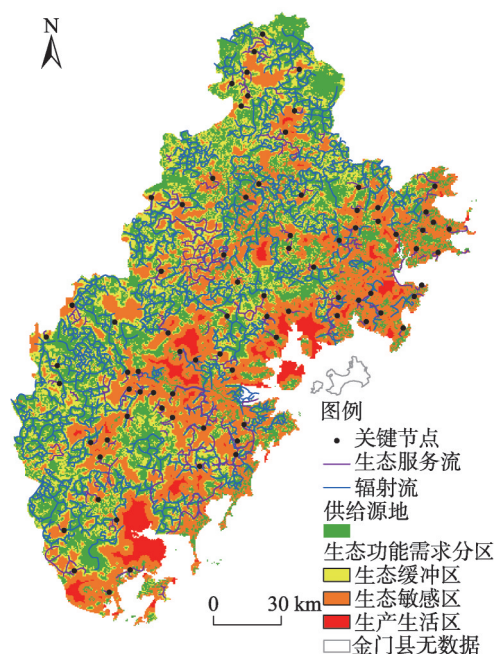 N
图例
关键节点
生态服务流
辐射流
供给源地
生态功能需求分区
生态缓冲区
生态敏感区
生产生活区
金门县无数据
0 30 km